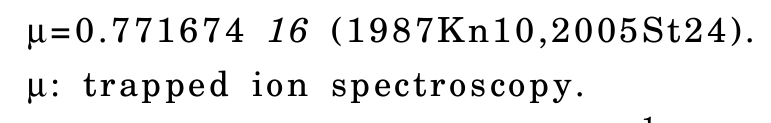 μ=0.771674 16 (1987Kn10,2005St24).
μ: trapped ion spectroscopy.